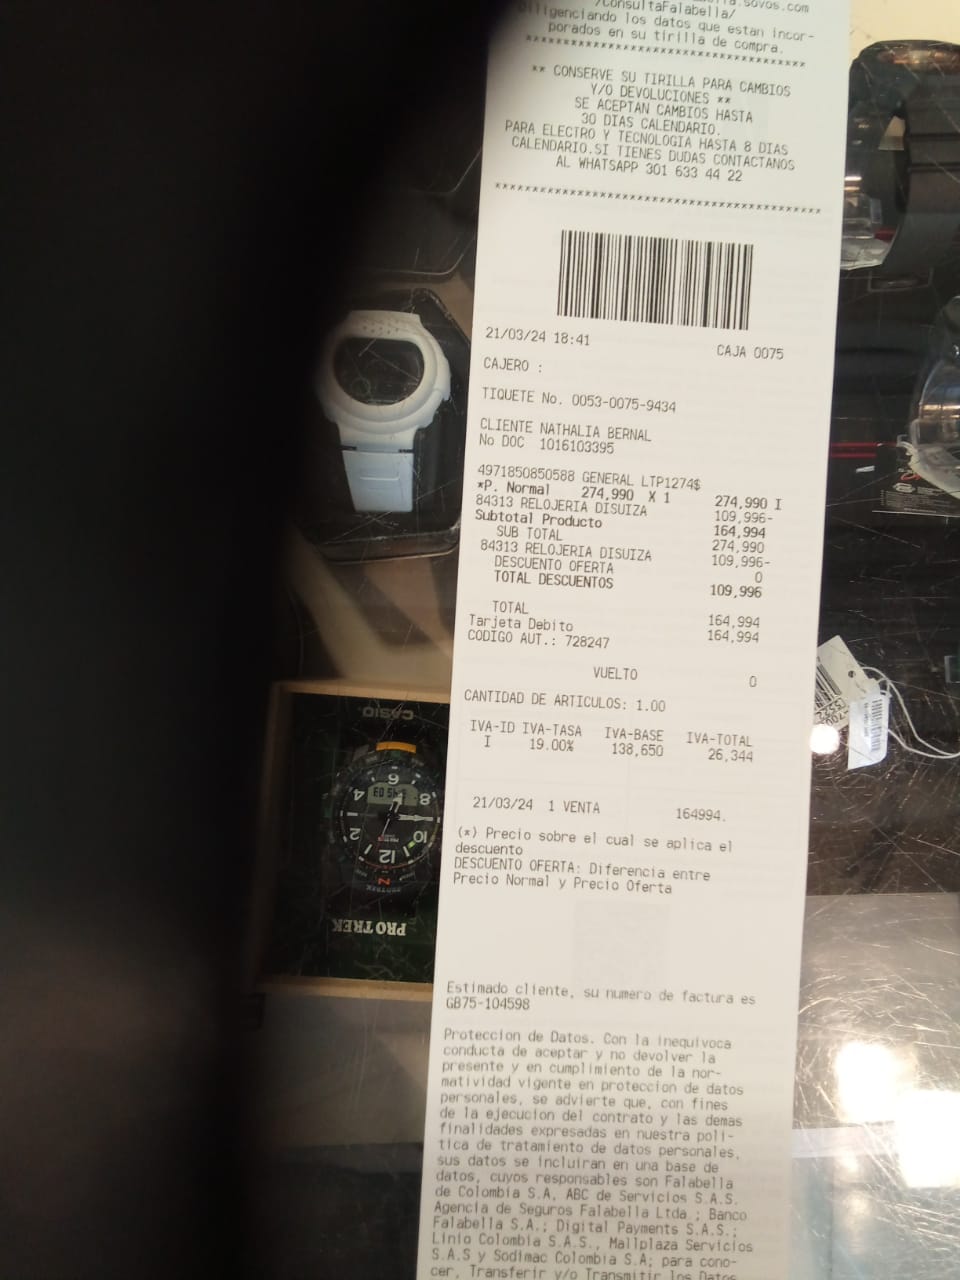 /ConsultaFalabella/
Diligenciando los datos que estan incor-
porados en su tirilla de compra.
****************************************
** CONSERVE SU TIRILLA PARA CAMBIOS
Y/O DEVOLUCIONES **
SE ACEPTAN CAMBIOS HASTA
30 DIAS CALENDARIO.
PARA ELECTRO Y TECNOLOGIA HASTA 8 DIAS
CALENDARIO.SI TIENES DUDAS CONTACTANOS
AL WHATSAPP 301 633 44 22
****************************************
21/03/24 18:41 CAJA 0075
CAJERO :
TIQUETE No. 0053-0075-9434
CLIENTE NATHALIA BERNAL
No DOC 1016103395
4971850850588 GENERAL LTP1274$
*P. Normal 274,990 X 1 274,990 I
84313 RELOJERIA DISUIZA 109,996-
Subtotal Producto 164,994
SUB TOTAL 274,990
84313 RELOJERIA DISUIZA 109,996-
DESCUENTO OFERTA 0
TOTAL DESCUENTOS 109,996
TOTAL 164,994
Tarjeta Debito 164,994
CODIGO AUT.: 728247
VUELTO 0
CANTIDAD DE ARTICULOS: 1.00
IVA-ID IVA-TASA IVA-BASE IVA-TOTAL
I 19.00% 138,650 26,344
21/03/24 1 VENTA 164994.
(*) Precio sobre el cual se aplica el
descuento
DESCUENTO OFERTA: Diferencia entre
Precio Normal y Precio Oferta
Estimado cliente, su numero de factura es
GB75-104598
Proteccion de Datos. Con la inequivoca
conducta de aceptar y no devolver la
presente y en cumplimiento de la nor-
matividad vigente en proteccion de datos
personales, se advierte que, con fines
de la ejecucion del contrato y las demas
finalidades expresadas en nuestra poli-
tica de tratamiento de datos personales,
sus datos se incluiran en una base de
datos, cuyos responsables son Falabella
de Colombia S.A, ABC de Servicios S.A.S.
Agencia de Seguros Falabella Ltda.; Banco
Falabella S.A.; Digital Payments S.A.S.;
Linio Colombia S.A.S., Mallplaza Servicios
S.A.S y Sodimac Colombia S.A; para cono-
cer, Transferir y/o Transmitir los Datos
CASIO
6
4 8
2 10
12
PRO TREK